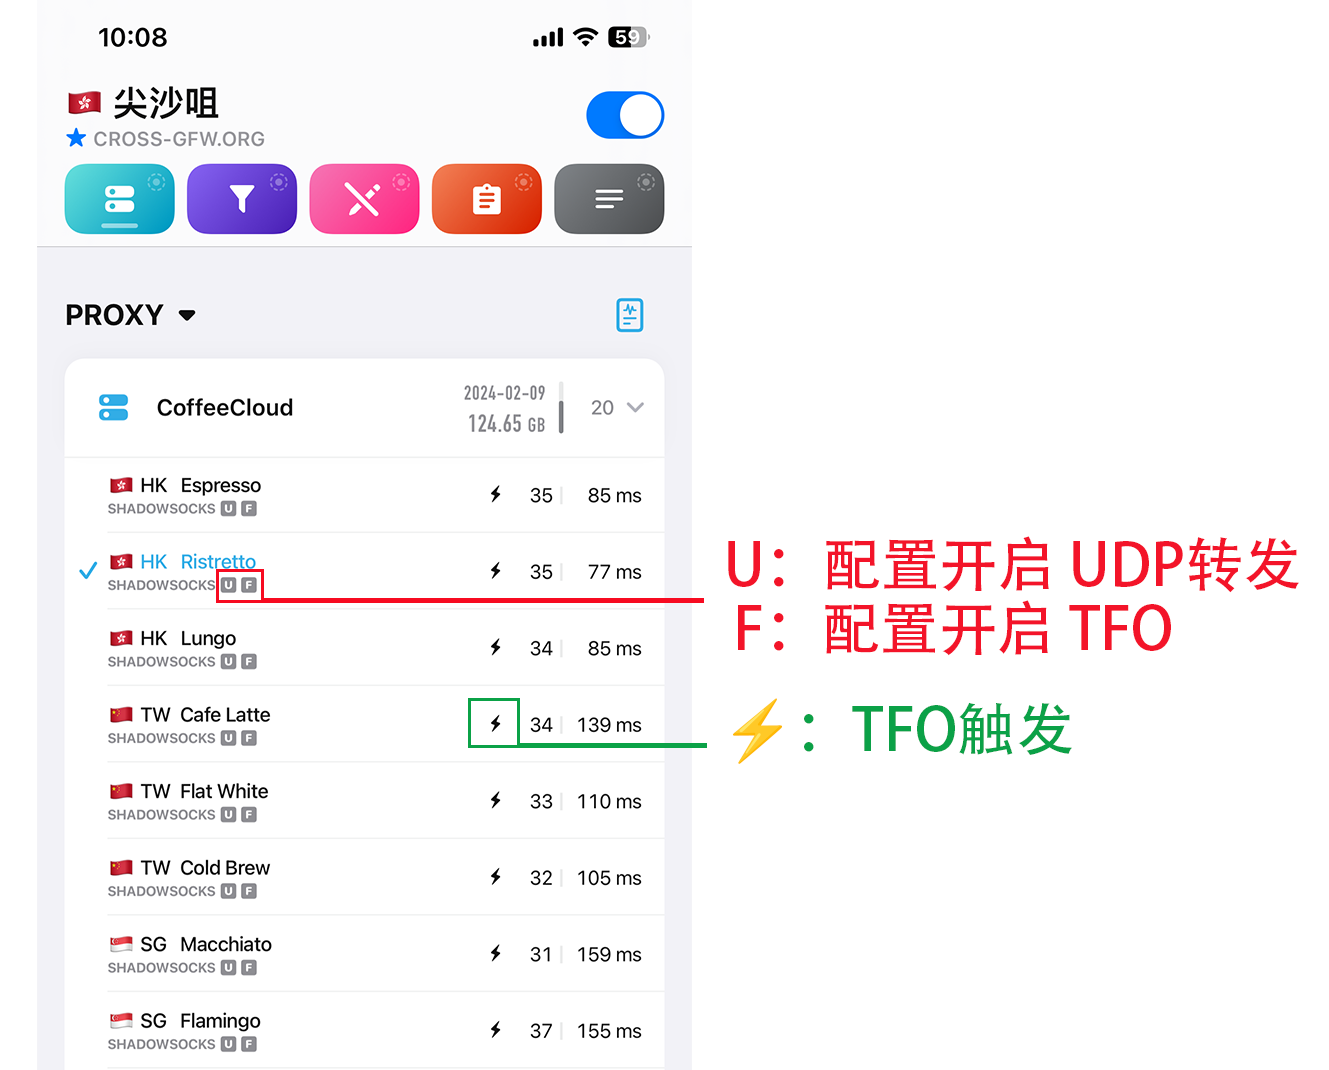 10:08
59
尖沙咀
CROSS-GFW.ORG
PROXY
CoffeeCloud
2024-02-09
124.65 GB
20
HK Espresso
SHADOWSOCKS U F
35
85 ms
HK Ristretto
SHADOWSOCKS U F
35
77 ms
HK Lungo
SHADOWSOCKS U F
34
85 ms
TW Cafe Latte
SHADOWSOCKS U F
34
139 ms
TW Flat White
SHADOWSOCKS U F
33
110 ms
TW Cold Brew
SHADOWSOCKS U F
32
105 ms
SG Macchiato
SHADOWSOCKS U F
31
159 ms
SG Flamingo
SHADOWSOCKS U F
37
155 ms
U：配置开启 UDP转发
F：配置开启 TFO
⚡：TFO触发